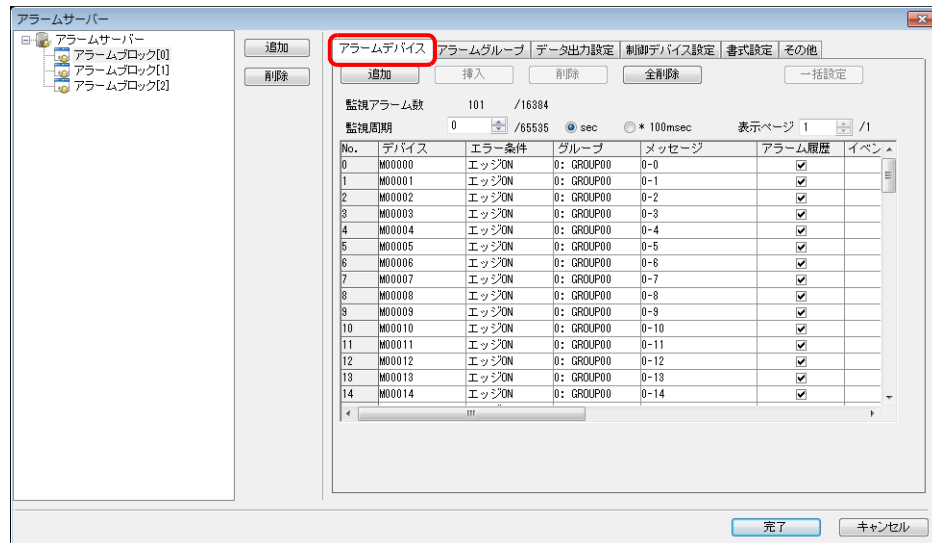 アラームサーバー
アラームサーバー
アラームブロック[0]
アラームブロック[1]
アラームブロック[2]
追加
削除
アラームデバイス アラームグループ データ出力設定 制御デバイス設定 書式設定 その他
追加 挿入 削除 全削除 一括設定
監視アラーム数 101 /16384
監視周期 0 /65535 sec * 100msec 表示ページ 1 /1
No. デバイス エラー条件 グループ メッセージ アラーム履歴 イベン
0 M00000 エッジON 0: GROUP00 0-0
1 M00001 エッジON 0: GROUP00 0-1
2 M00002 エッジON 0: GROUP00 0-2
3 M00003 エッジON 0: GROUP00 0-3
4 M00004 エッジON 0: GROUP00 0-4
5 M00005 エッジON 0: GROUP00 0-5
6 M00006 エッジON 0: GROUP00 0-6
7 M00007 エッジON 0: GROUP00 0-7
8 M00008 エッジON 0: GROUP00 0-8
9 M00009 エッジON 0: GROUP00 0-9
10 M00010 エッジON 0: GROUP00 0-10
11 M00011 エッジON 0: GROUP00 0-11
12 M00012 エッジON 0: GROUP00 0-12
13 M00013 エッジON 0: GROUP00 0-13
14 M00014 エッジON 0: GROUP00 0-14
完了 キャンセル